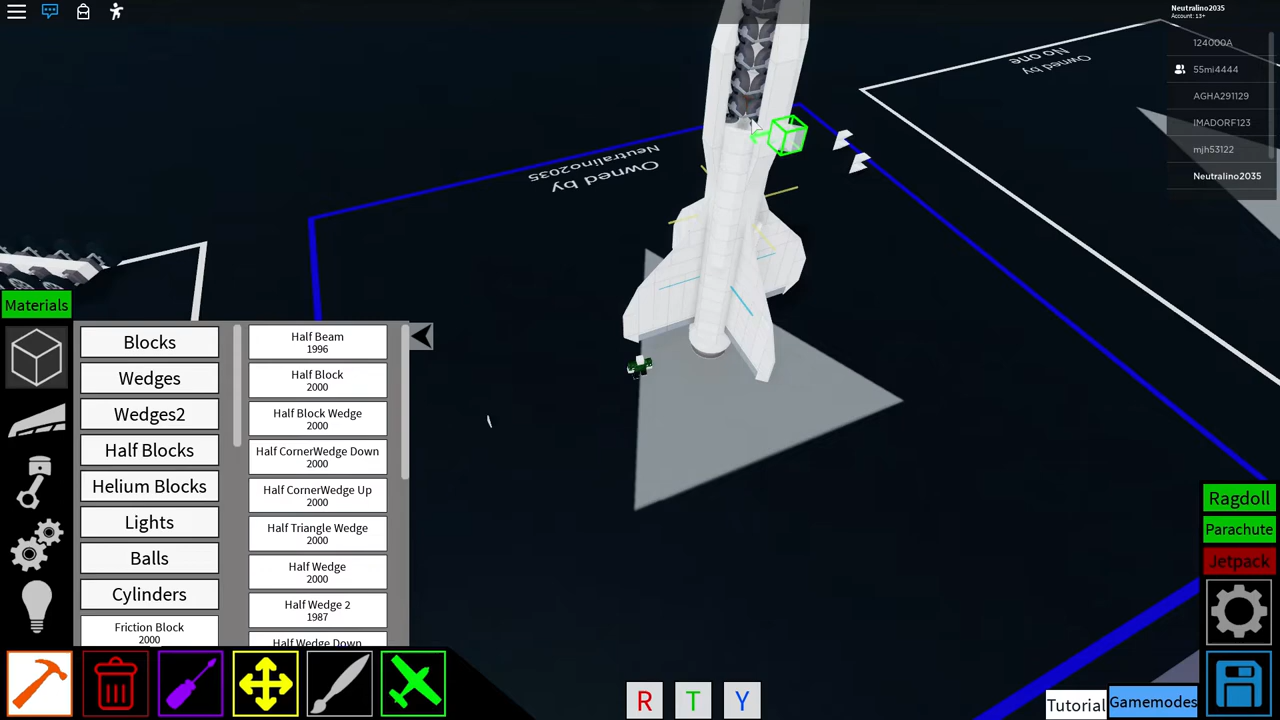 Neutralino2035
Account: 13+
124000A
55mi4444
AGHA291129
IMADORF123
mjh53122
Neutralino2035
Owned by
No one
Owned by
Neutralino2035
Materials
Blocks
Wedges
Wedges2
Half Blocks
Helium Blocks
Lights
Balls
Cylinders
Friction Block
2000
Half Beam
1996
Half Block
2000
Half Block Wedge
2000
Half CornerWedge Down
2000
Half CornerWedge Up
2000
Half Triangle Wedge
2000
Half Wedge
2000
Half Wedge 2
1987
Half Wedge Down
Ragdoll
Parachute
Jetpack
R T Y
Tutorial
Gamemodes